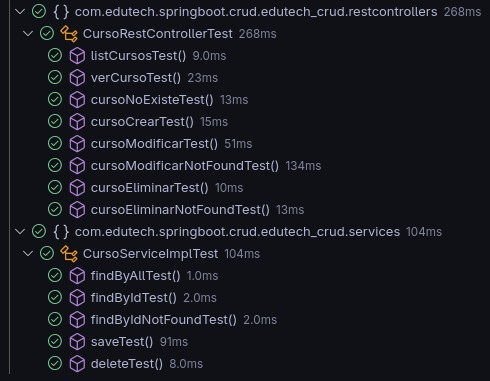 { } com.edutech.springboot.crud.edutech_crud.restcontrollers 268ms
CursoRestControllerTest 268ms
listCursosTest() 9.0ms
verCursoTest() 23ms
cursoNoExisteTest() 13ms
cursoCrearTest() 15ms
cursoModificarTest() 51ms
cursoModificarNotFoundTest() 134ms
cursoEliminarTest() 10ms
cursoEliminarNotFoundTest() 13ms
{ } com.edutech.springboot.crud.edutech_crud.services 104ms
CursoServiceImplTest 104ms
findByAllTest() 1.0ms
findByIdTest() 2.0ms
findByIdNotFoundTest() 2.0ms
saveTest() 91ms
deleteTest() 8.0ms